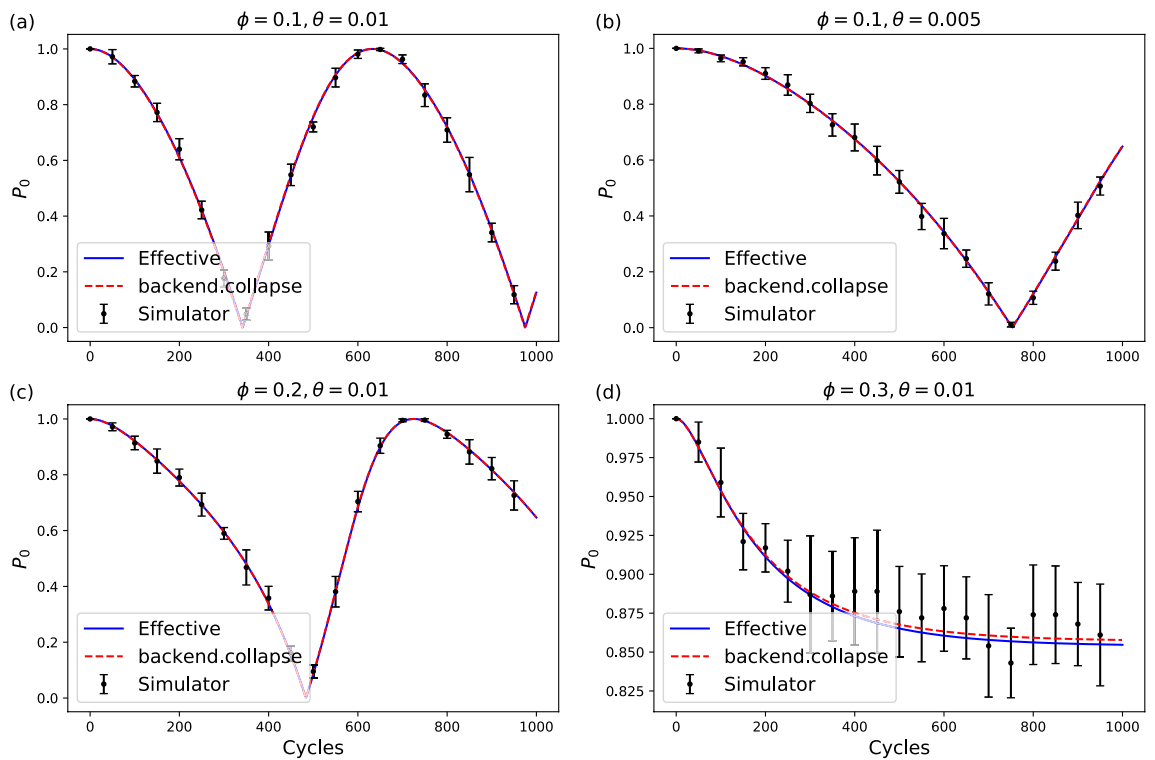 (a)
ϕ = 0.1, θ = 0.01
P₀
1.0
0.8
0.6
0.4
0.2
0.0
Effective
backend.collapse
Simulator
0 200 400 600 800 1000
(b)
ϕ = 0.1, θ = 0.005
P₀
1.0
0.8
0.6
0.4
0.2
0.0
Effective
backend.collapse
Simulator
0 200 400 600 800 1000
(c)
ϕ = 0.2, θ = 0.01
P₀
1.0
0.8
0.6
0.4
0.2
0.0
Effective
backend.collapse
Simulator
0 200 400 600 800 1000
Cycles
(d)
ϕ = 0.3, θ = 0.01
P₀
1.000
0.975
0.950
0.925
0.900
0.875
0.850
0.825
Effective
backend.collapse
Simulator
0 200 400 600 800 1000
Cycles